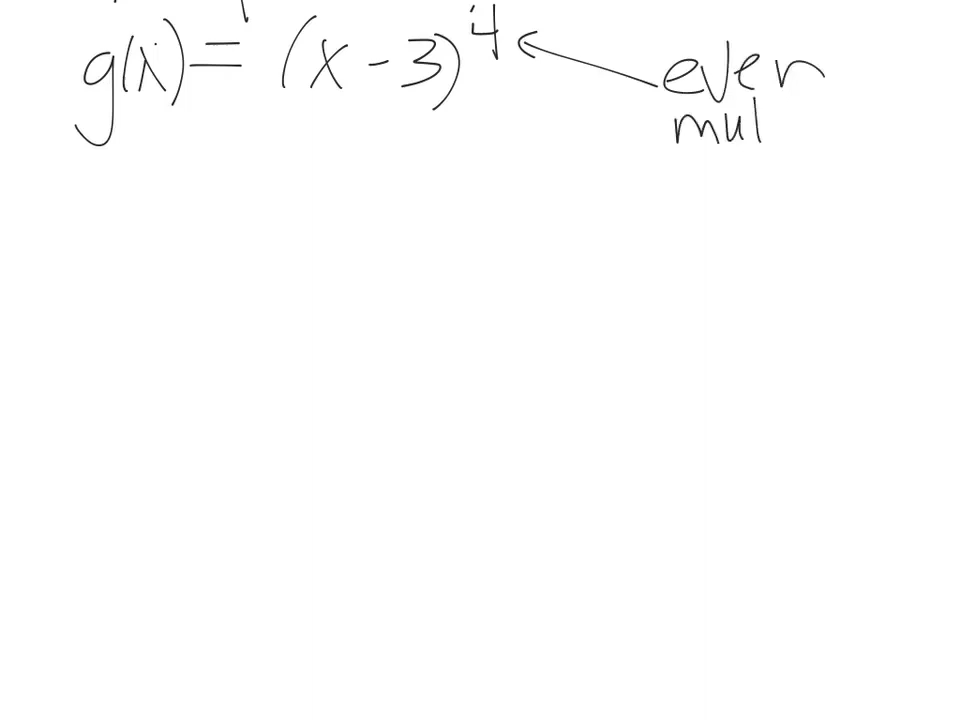 g(x) = (x-3)^4 ← even
mul